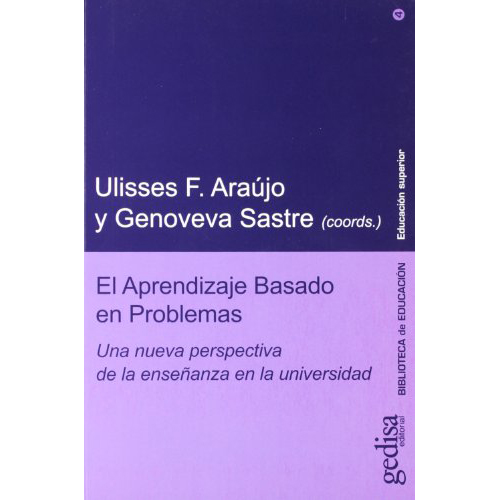 4
Educación superior
Ulisses F. Araújo
y Genoveva Sastre (coords.)
El Aprendizaje Basado
en Problemas
Una nueva perspectiva
de la enseñanza en la universidad
BIBLIOTECA de EDUCACIÓN
gedisa
editorial